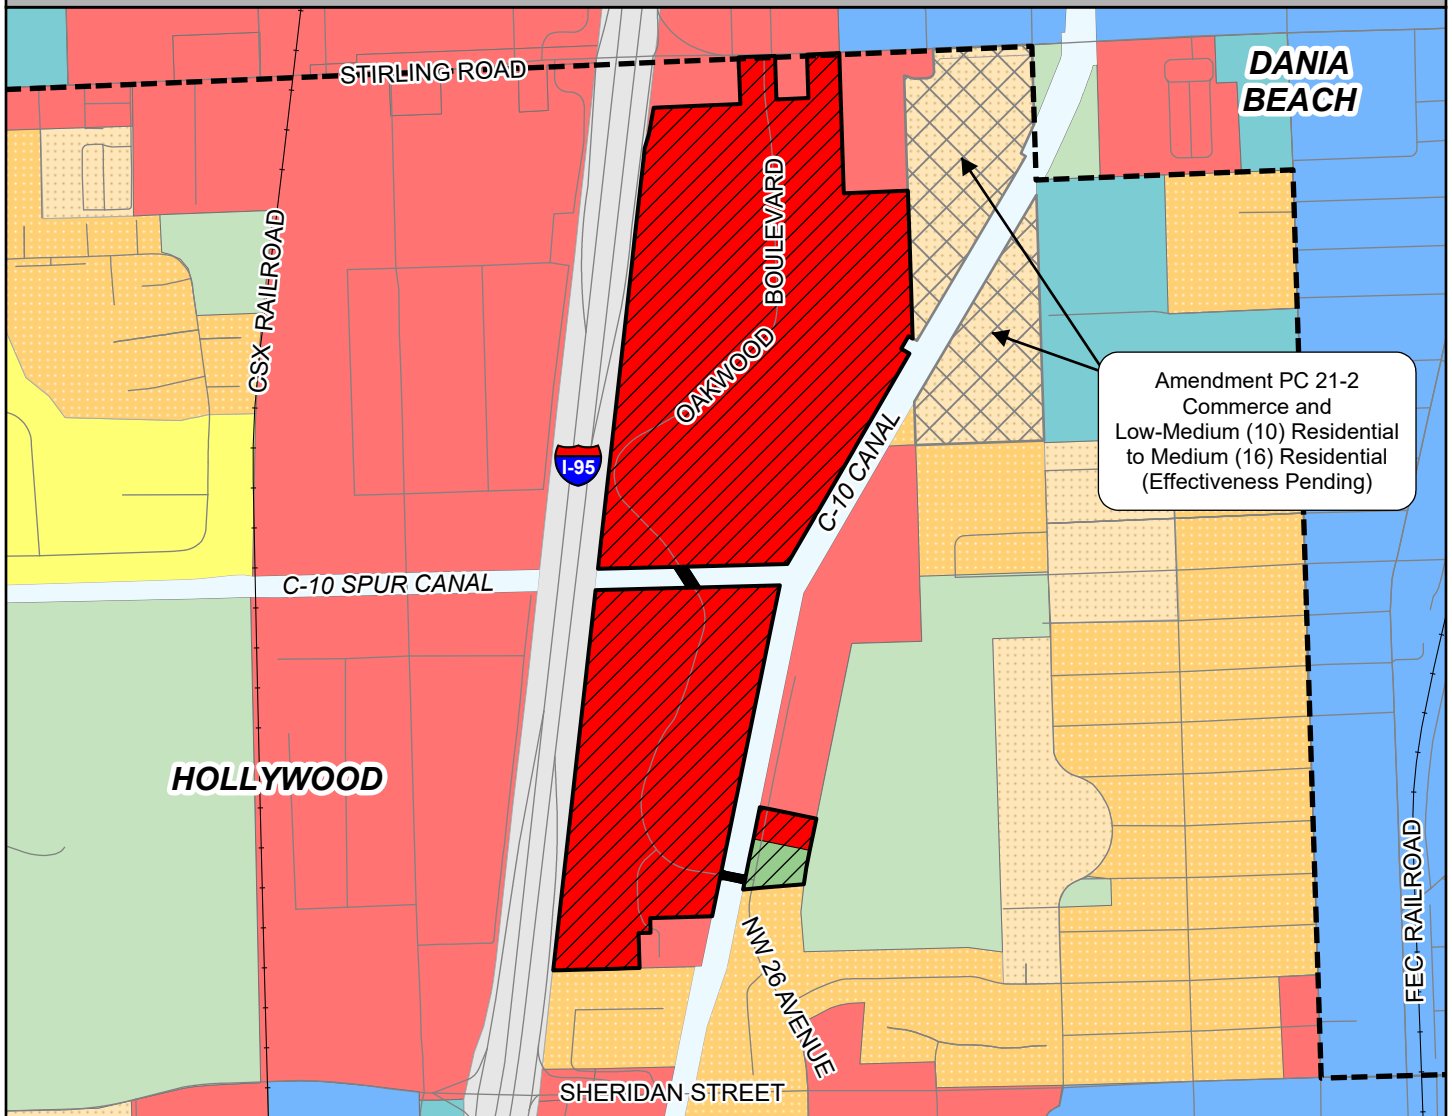 STIRLING ROAD
DANIA
BEACH
CSX RAILROAD
OAKWOOD BOULEVARD
I-95
C-10 CANAL
Amendment PC 21-2
Commerce and
Low-Medium (10) Residential
to Medium (16) Residential
(Effectiveness Pending)
C-10 SPUR CANAL
HOLLYWOOD
NW 26 AVENUE
FEC RAILROAD
SHERIDAN STREET